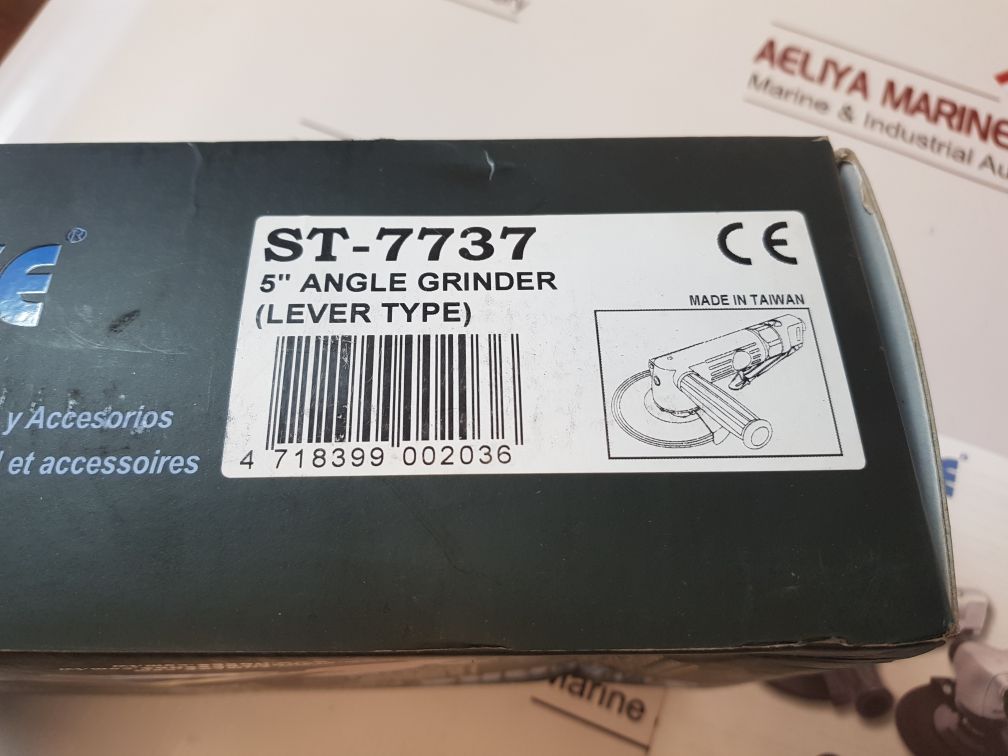 AELIYA MARINE
Marine & Industrial Au
ST-7737
5" ANGLE GRINDER
(LEVER TYPE)
CE
MADE IN TAIWAN
4 718399 002036
®
y Accesorios
et accessoires
Marine